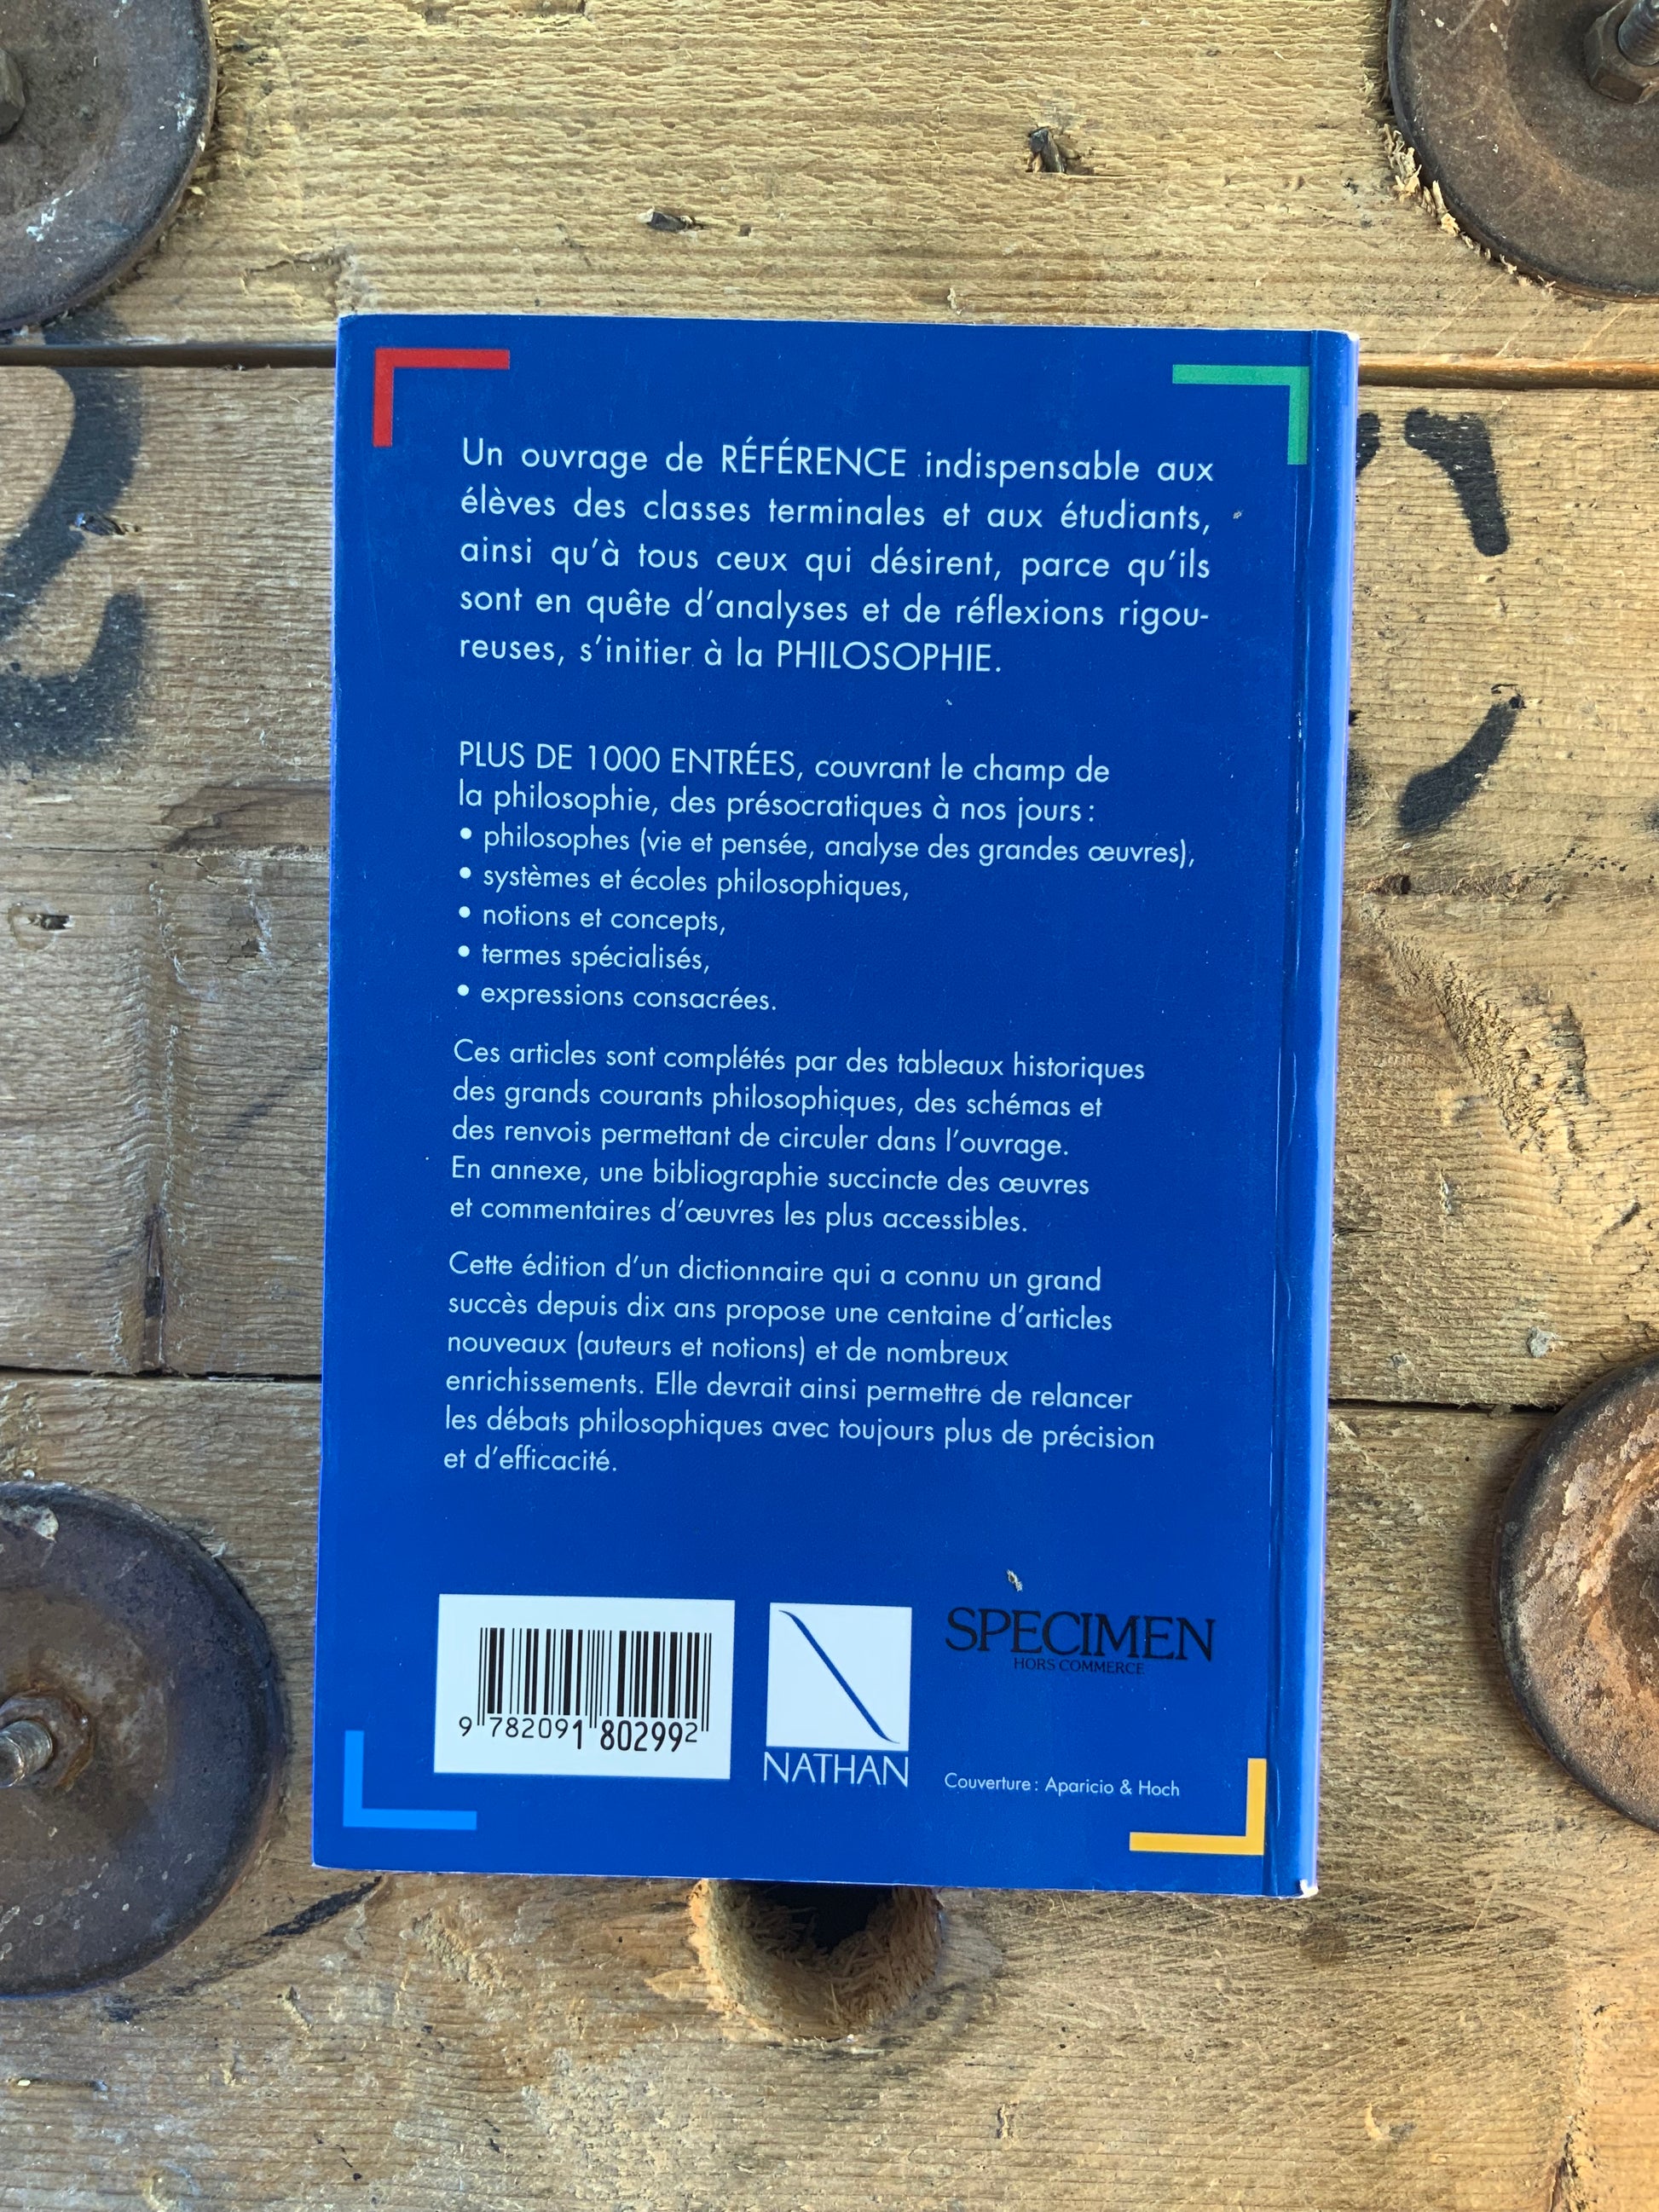 Un ouvrage de RÉFÉRENCE indispensable aux
élèves des classes terminales et aux étudiants,
ainsi qu'à tous ceux qui désirent, parce qu'ils
sont en quête d'analyses et de réflexions rigou-
reuses, s'initier à la PHILOSOPHIE.
PLUS DE 1000 ENTRÉES, couvrant le champ de
la philosophie, des présocratiques à nos jours :
• philosophes (vie et pensée, analyse des grandes œuvres),
• systèmes et écoles philosophiques,
• notions et concepts,
• termes spécialisés,
• expressions consacrées.
Ces articles sont complétés par des tableaux historiques
des grands courants philosophiques, des schémas et
des renvois permettant de circuler dans l'ouvrage.
En annexe, une bibliographie succincte des œuvres
et commentaires d'œuvres les plus accessibles.
Cette édition d'un dictionnaire qui a connu un grand
succès depuis dix ans propose une centaine d'articles
nouveaux (auteurs et notions) et de nombreux
enrichissements. Elle devrait ainsi permettre de relancer
les débats philosophiques avec toujours plus de précision
et d'efficacité.
9 782091 802992
NATHAN
SPECIMEN
HORS COMMERCE
Couverture : Aparicio & Hoch